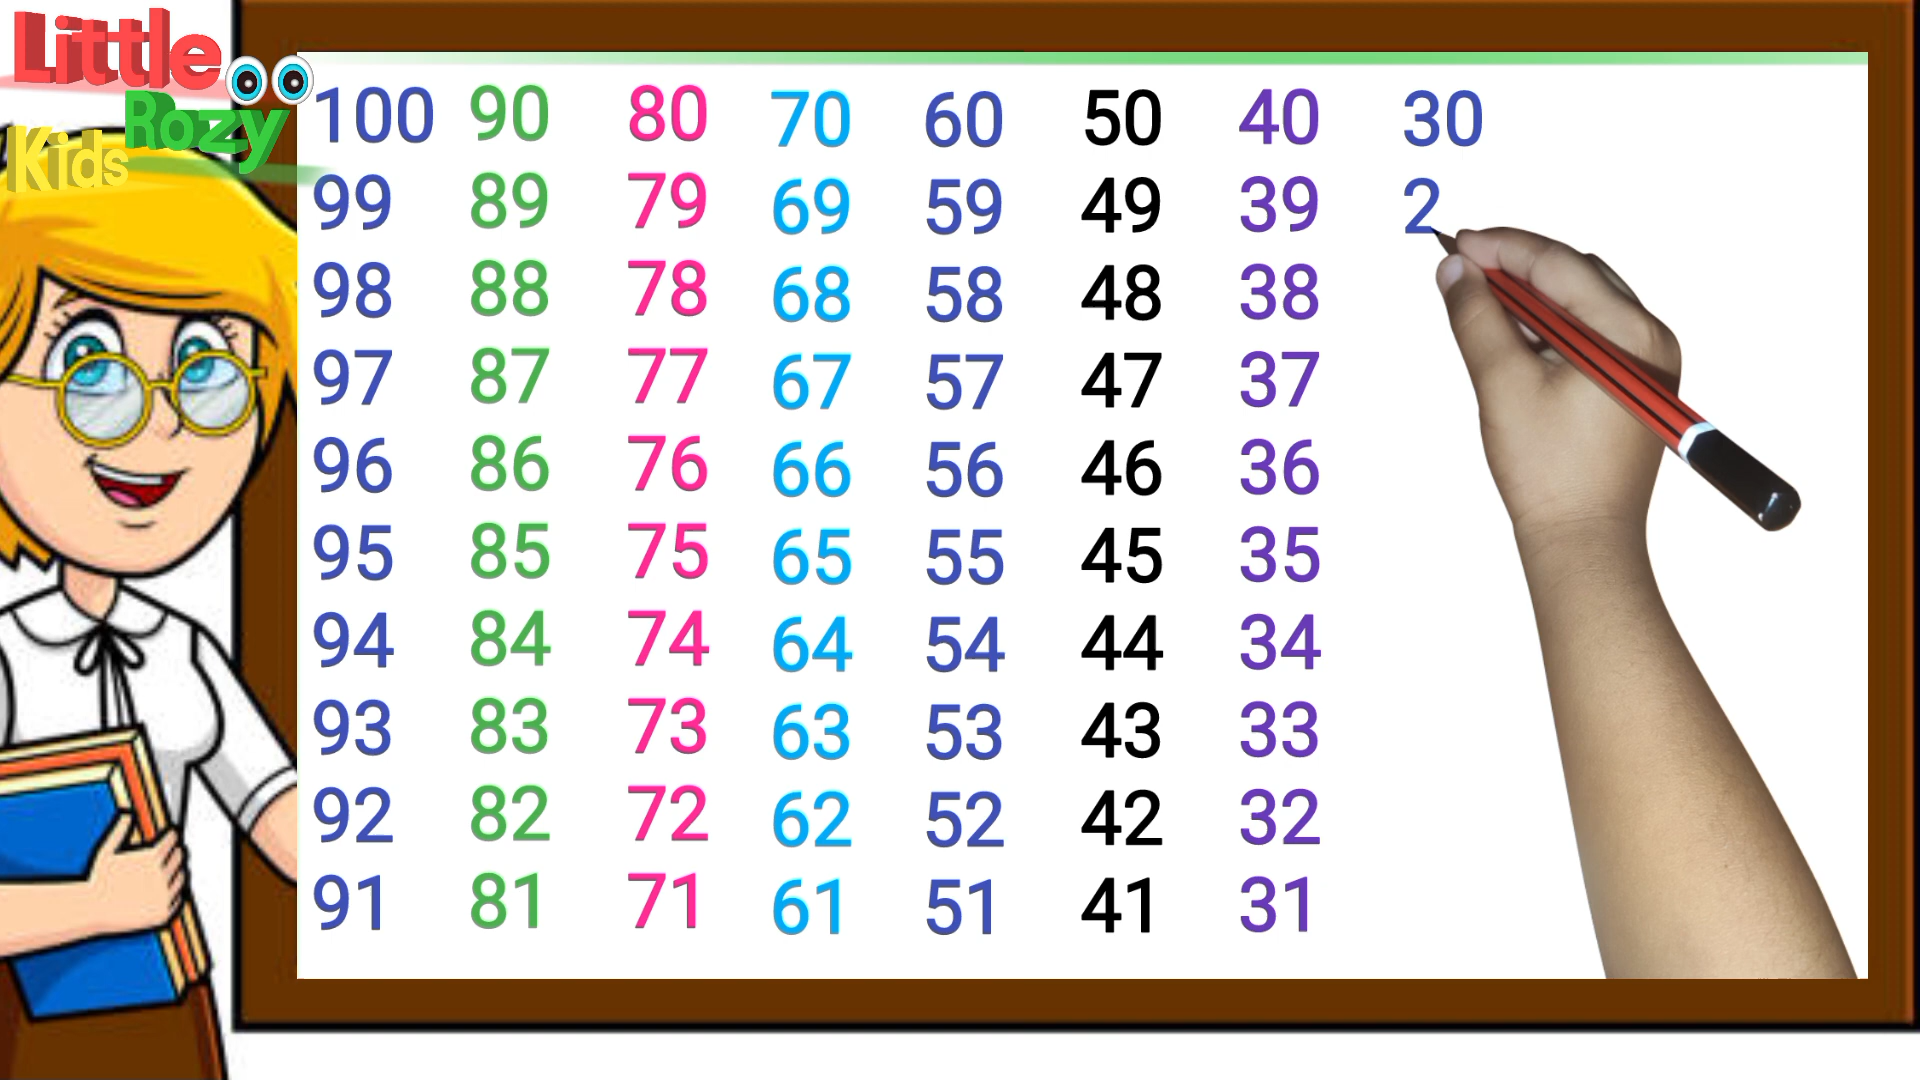 Little
Rozy
Kids
100 90 80 70 60 50 40 30
99 89 79 69 59 49 39 2
98 88 78 68 58 48 38
97 87 77 67 57 47 37
96 86 76 66 56 46 36
95 85 75 65 55 45 35
94 84 74 64 54 44 34
93 83 73 63 53 43 33
92 82 72 62 52 42 32
91 81 71 61 51 41 31